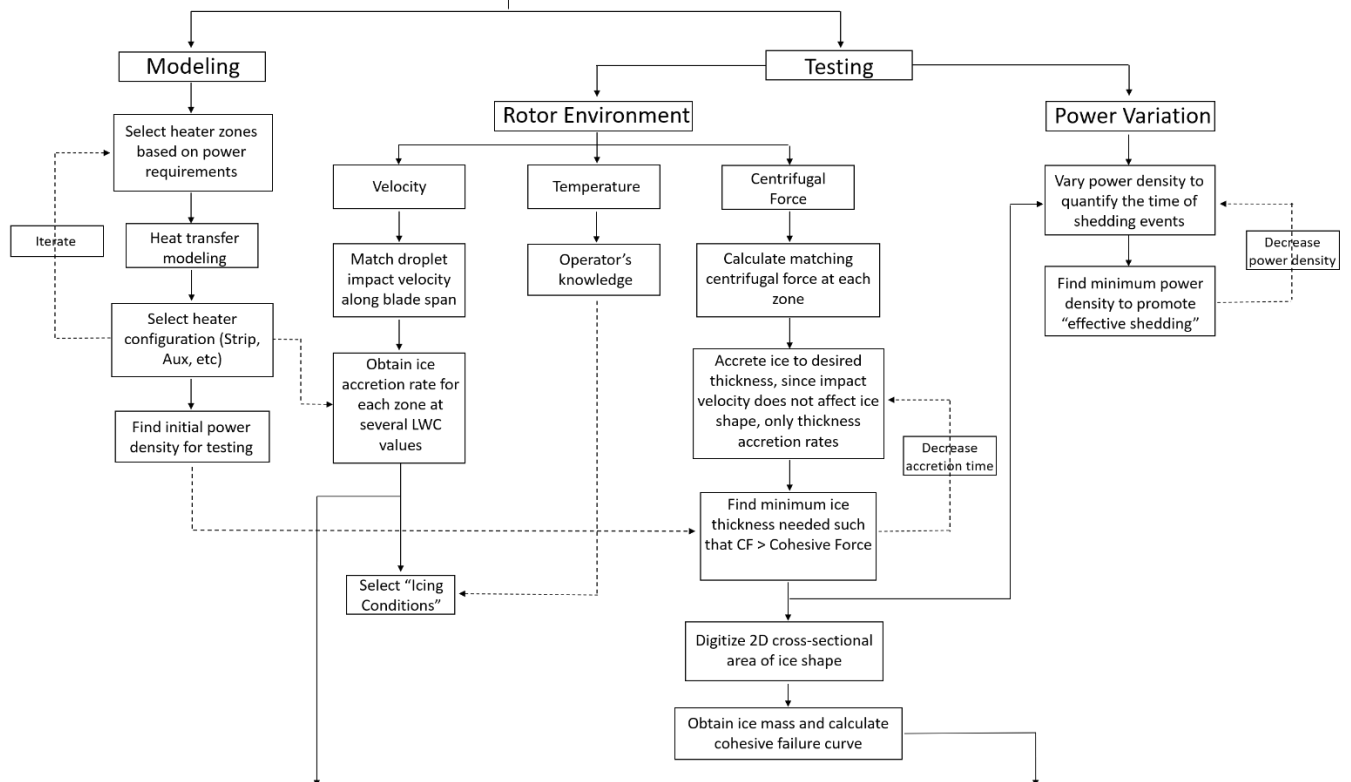 Modeling
Testing
Rotor Environment
Power Variation
Select heater zones
based on power
requirements
Velocity
Temperature
Centrifugal
Force
Vary power density to
quantify the time of
shedding events
Iterate
Heat transfer
modeling
Match droplet
impact velocity
along blade span
Operator’s
knowledge
Calculate matching
centrifugal force at each
zone
Decrease
power density
Find minimum power
density to promote
“effective shedding”
Select heater
configuration (Strip,
Aux, etc)
Obtain ice
accretion rate for
each zone at
several LWC
values
Accrete ice to desired
thickness, since impact
velocity does not affect ice
shape, only thickness
accretion rates
Find initial power
density for testing
Decrease
accretion time
Find minimum ice
thickness needed such
that CF > Cohesive Force
Select “Icing
Conditions”
Digitize 2D cross-sectional
area of ice shape
Obtain ice mass and calculate
cohesive failure curve